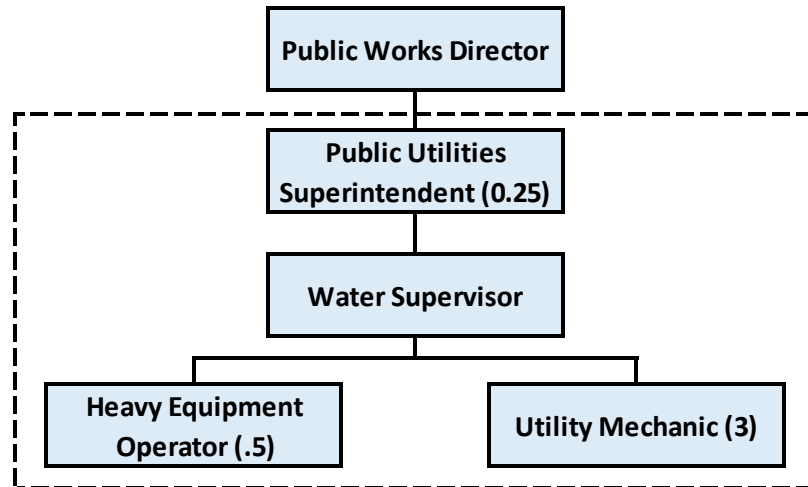 Public Works Director
Public Utilities
Superintendent (0.25)
Water Supervisor
Heavy Equipment
Operator (.5)
Utility Mechanic (3)